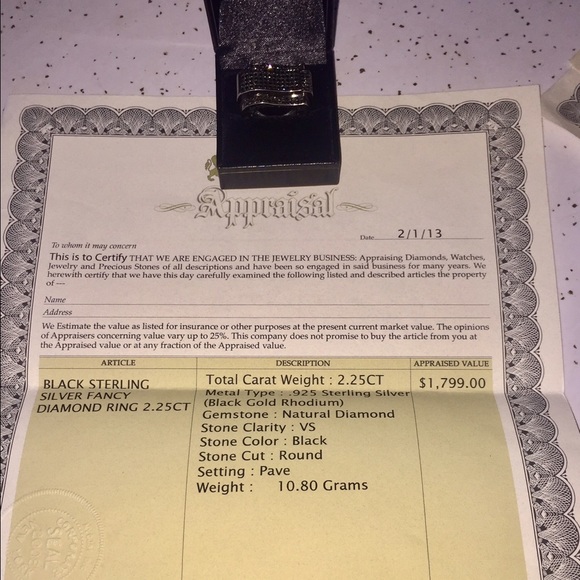 Appraisal
Date 2/1/13
To whom it may concern
This is to Certify THAT WE ARE ENGAGED IN THE JEWELRY BUSINESS: Appraising Diamonds, Watches,
Jewelry and Precious Stones of all descriptions and have been so engaged in said business for many years. We
herewith certify that we have this day carefully examined the following listed and described articles the property
of ---
Name
Address
We Estimate the value as listed for insurance or other purposes at the present current market value. The opinions
of Appraisers concerning value vary up to 25%. This company does not promise to buy the article from you at
the Appraised value or at any fraction of the Appraised value.
ARTICLE DESCRIPTION APPRAISED VALUE
BLACK STERLING
SILVER FANCY
DIAMOND RING 2.25CT
Total Carat Weight : 2.25CT
Metal Type : .925 Sterling Silver
(Black Gold Rhodium)
Gemstone : Natural Diamond
Stone Clarity : VS
Stone Color : Black
Stone Cut : Round
Setting : Pave
Weight : 10.80 Grams
$1,799.00